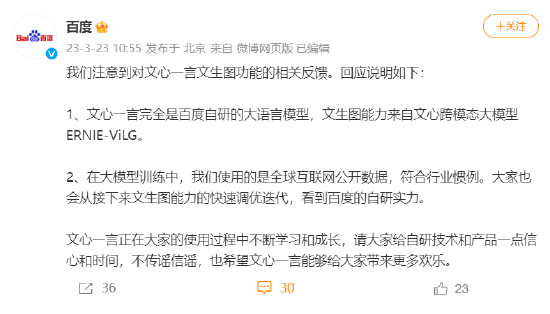 Bai百度
百度
+关注
23-3-23 10:55 发布于 北京 来自 微博网页版 已编辑
我们注意到对文心一言文生图功能的相关反馈。回应说明如下：
1、文心一言完全是百度自研的大语言模型，文生图能力来自文心跨模态大模型
ERNIE-ViLG。
2、在大模型训练中，我们使用的是全球互联网公开数据，符合行业惯例。大家也
会从接下来文生图能力的快速调优迭代，看到百度的自研实力。
文心一言正在大家的使用过程中不断学习和成长，请大家给自研技术和产品一点信
心和时间，不传谣信谣，也希望文心一言能够给大家带来更多欢乐。
36
30
23